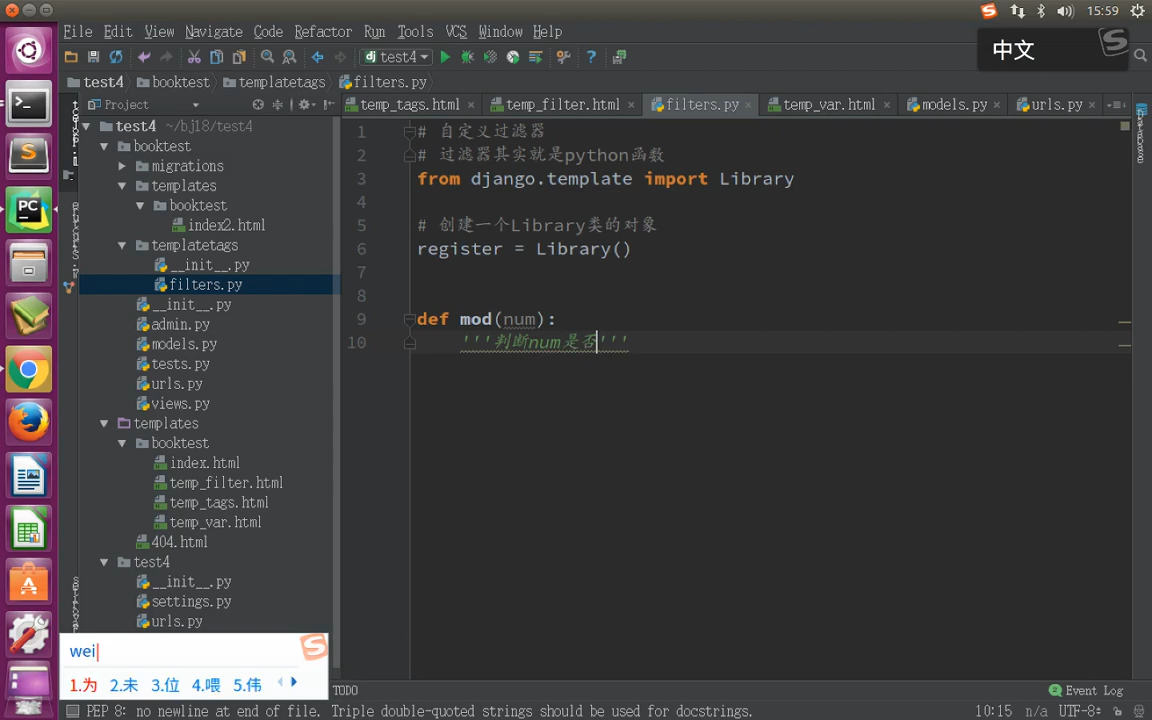 15:59
File Edit View Navigate Code Refactor Run Tools VCS Window Help
中文
test4
test4 booktest templatetags filters.py
Project
temp_tags.html temp_filter.html filters.py temp_var.html models.py urls.py
test4 ~/bj18/test4
booktest
migrations
templates
booktest
index2.html
templatetags
__init__.py
filters.py
__init__.py
admin.py
models.py
tests.py
urls.py
views.py
templates
booktest
index.html
temp_filter.html
temp_tags.html
temp_var.html
404.html
test4
__init__.py
settings.py
urls.py
1 # 自定义过滤器
2 # 过滤器其实就是python函数
3 from django.template import Library
4
5 # 创建一个Library类的对象
6 register = Library()
7
8
9 def mod(num):
10 '''判断num是否'''
Database
wei
1.为 2.未 3.位 4.喂 5.伟
TODO
Event Log
PEP 8: no newline at end of file. Triple double-quoted strings should be used for docstrings.
10:15 n/a UTF-8